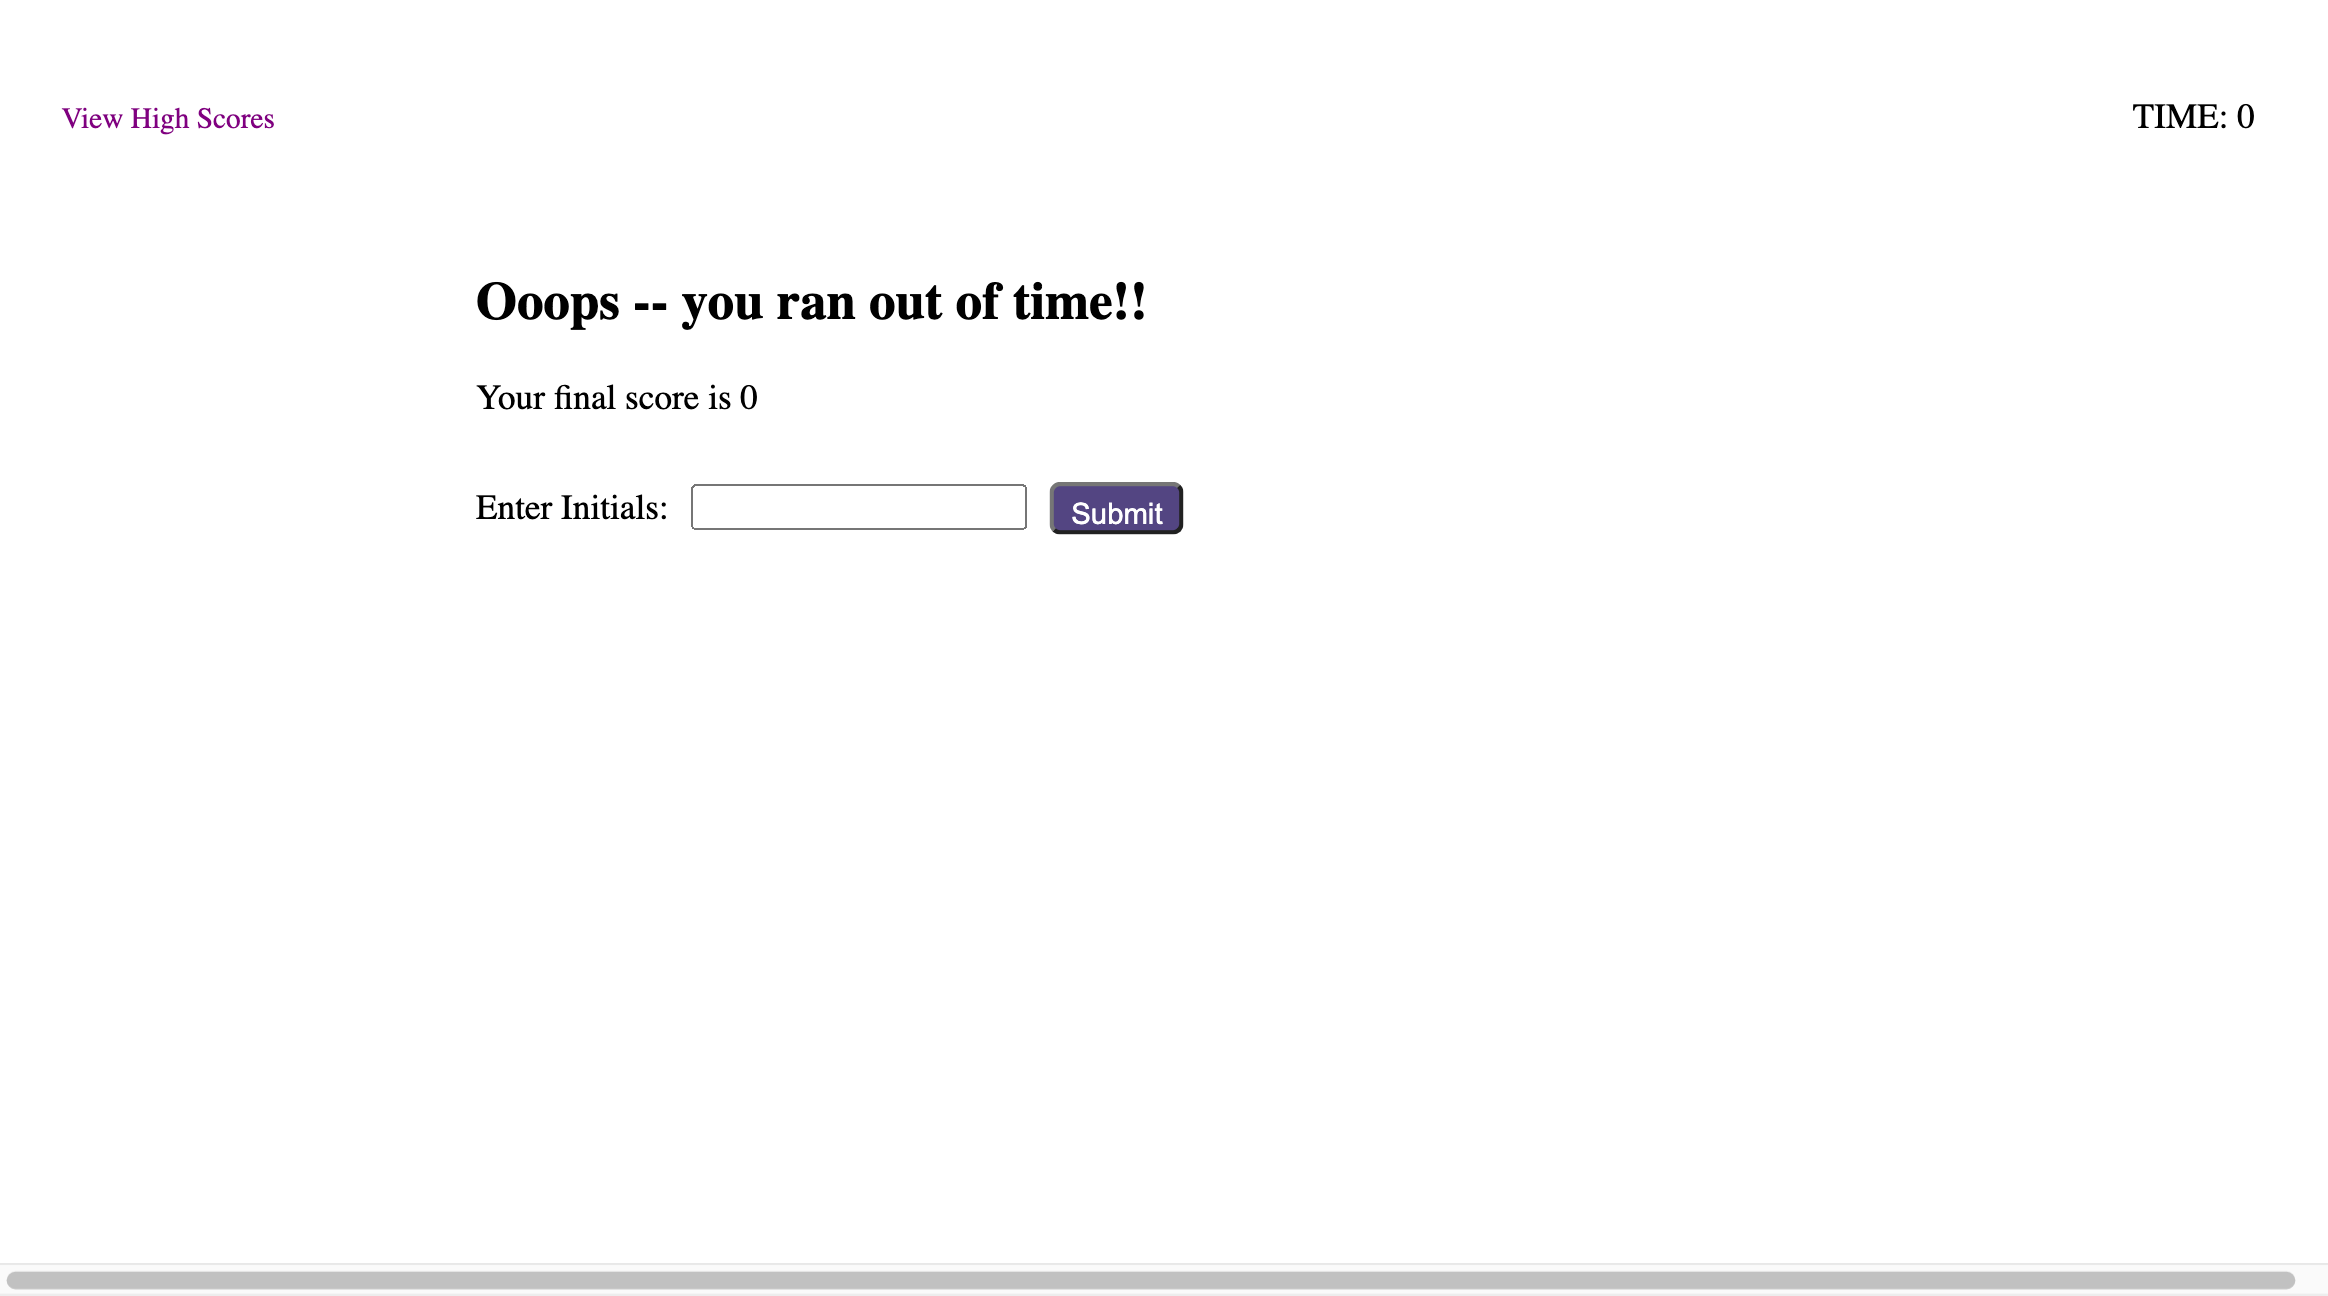 View High Scores
TIME: 0
Ooops -- you ran out of time!!
Your final score is 0
Enter Initials:
Submit